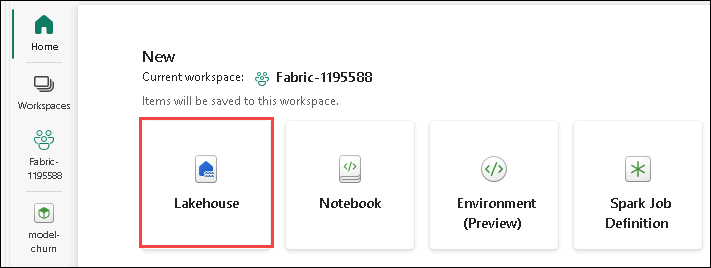 Home
Workspaces
Fabric-
1195588
model-
churn
New
Current workspace: Fabric-1195588
Items will be saved to this workspace.
Lakehouse
Notebook
Environment
(Preview)
Spark Job
Definition